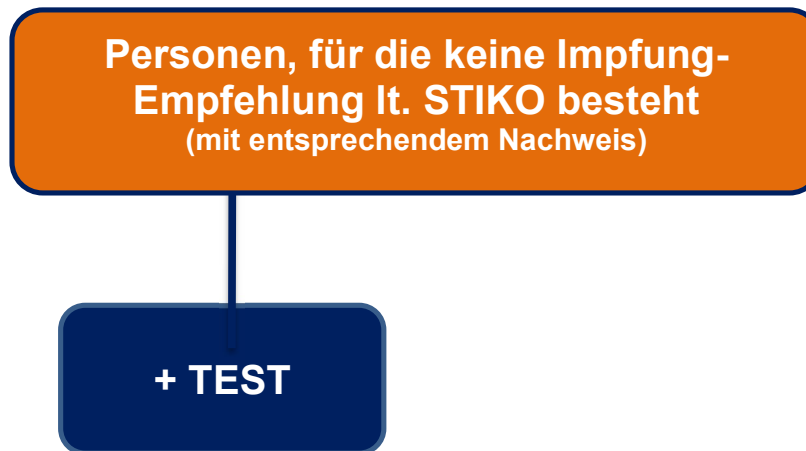 Personen, für die keine Impfung-
Empfehlung lt. STIKO besteht
(mit entsprechendem Nachweis)
+ TEST